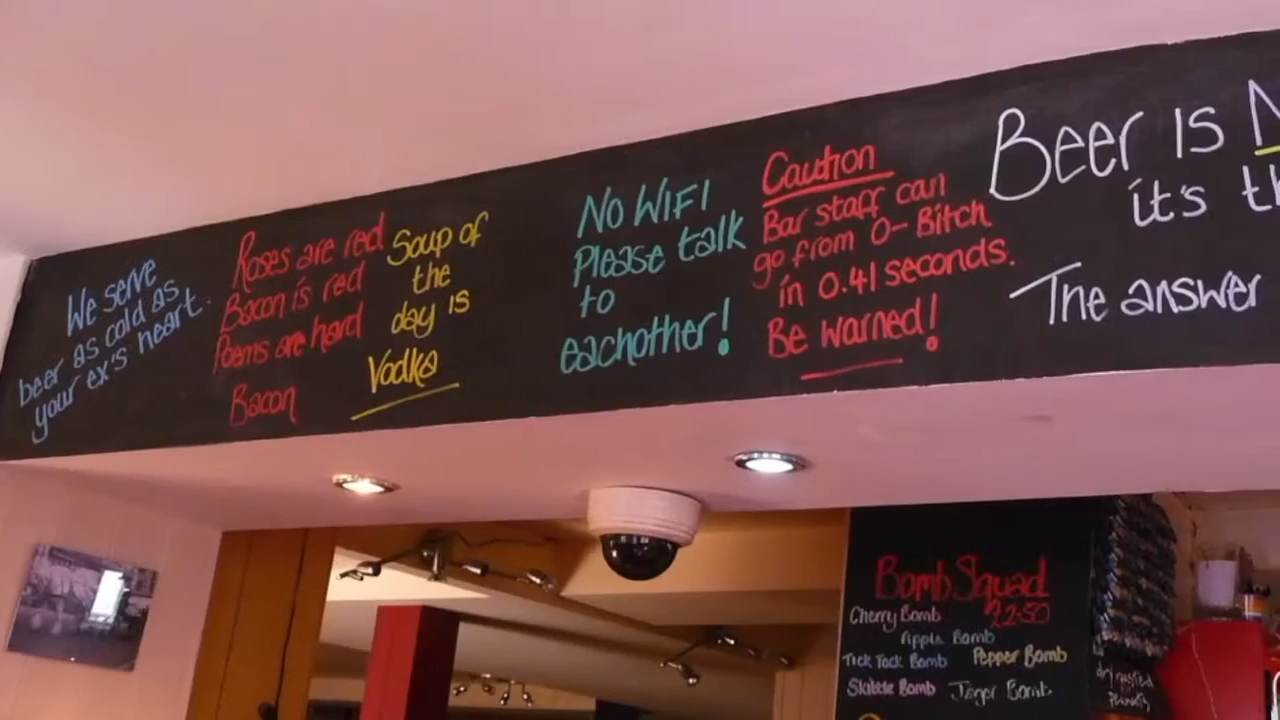 We serve
beer as cold as
your ex's heart.
Roses are red
Bacon is red
Poems are hard
Bacon
Soup of
the
day is
Vodka
No WiFi
Please talk
to
eachother!
Caution
Bar staff can
go from 0-Bitch
in 0.41 seconds.
Be warned!
Beer is
it's
The answer
Bomb Squad
Cherry Bomb
Apple Bomb
Tick Tock Bomb
Pepper Bomb
Skittle Bomb
Jager Bomb
dry roasted
Peanuts